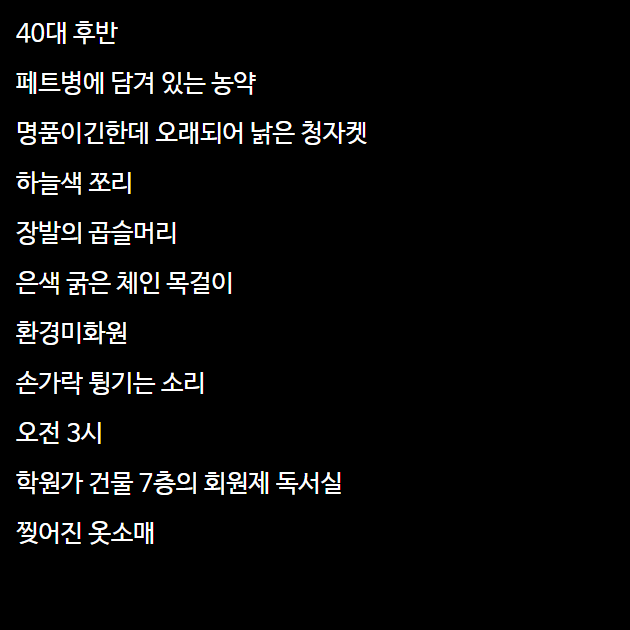 40대 후반
페트병에 담겨 있는 농약
명품이긴한데 오래되어 낡은 청자켓
하늘색 쪼리
장발의 곱슬머리
은색 굵은 체인 목걸이
환경미화원
손가락 튕기는 소리
오전 3시
학원가 건물 7층의 회원제 독서실
찢어진 옷소매